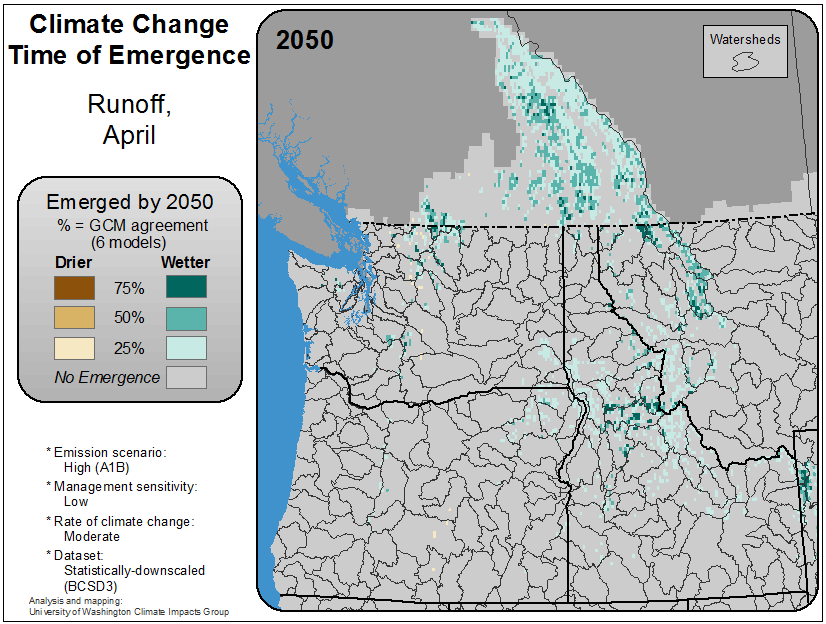 Climate Change
Time of Emergence
Runoff,
April
Emerged by 2050
% = GCM agreement
(6 models)
Drier Wetter
75%
50%
25%
No Emergence
* Emission scenario:
High (A1B)
* Management sensitivity:
Low
* Rate of climate change:
Moderate
* Dataset:
Statistically-downscaled
(BCSD3)
Analysis and mapping:
University of Washington Climate Impacts Group
2050
Watersheds